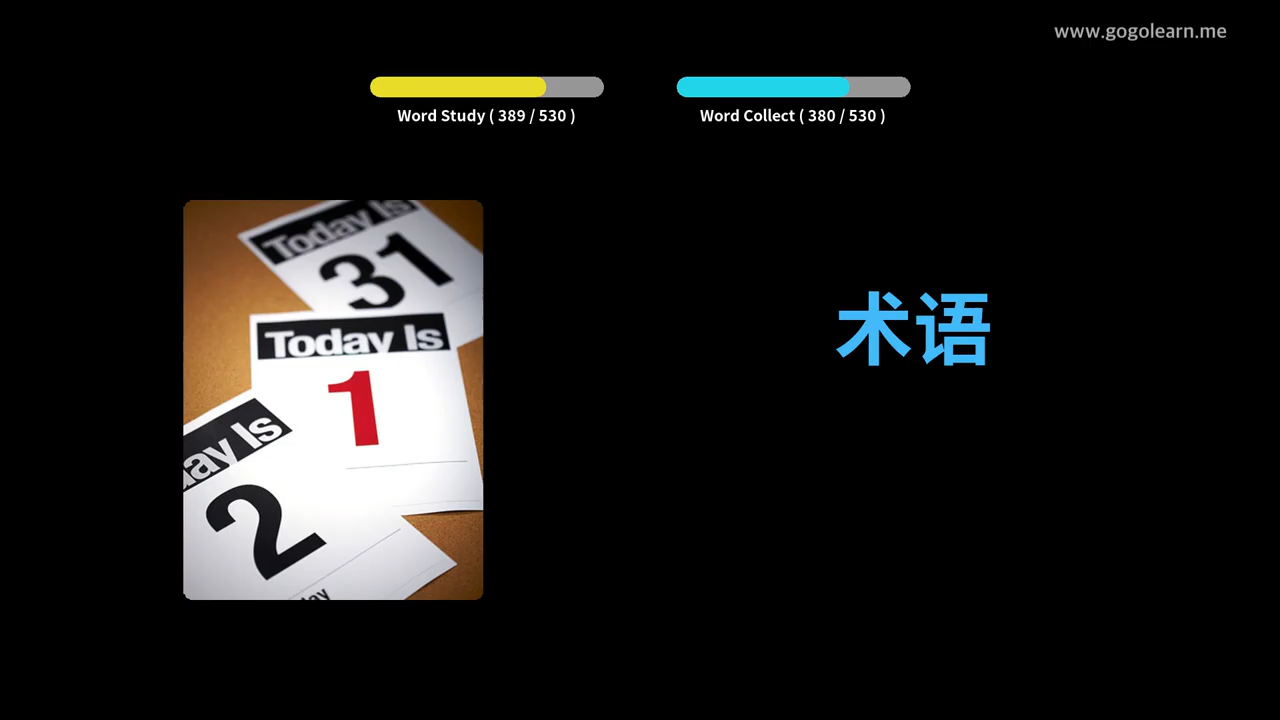 www.gogolearn.me
Word Study ( 389 / 530 )
Word Collect ( 380 / 530 )
Today Is
31
Today Is
1
术语
ay Is
2
ay